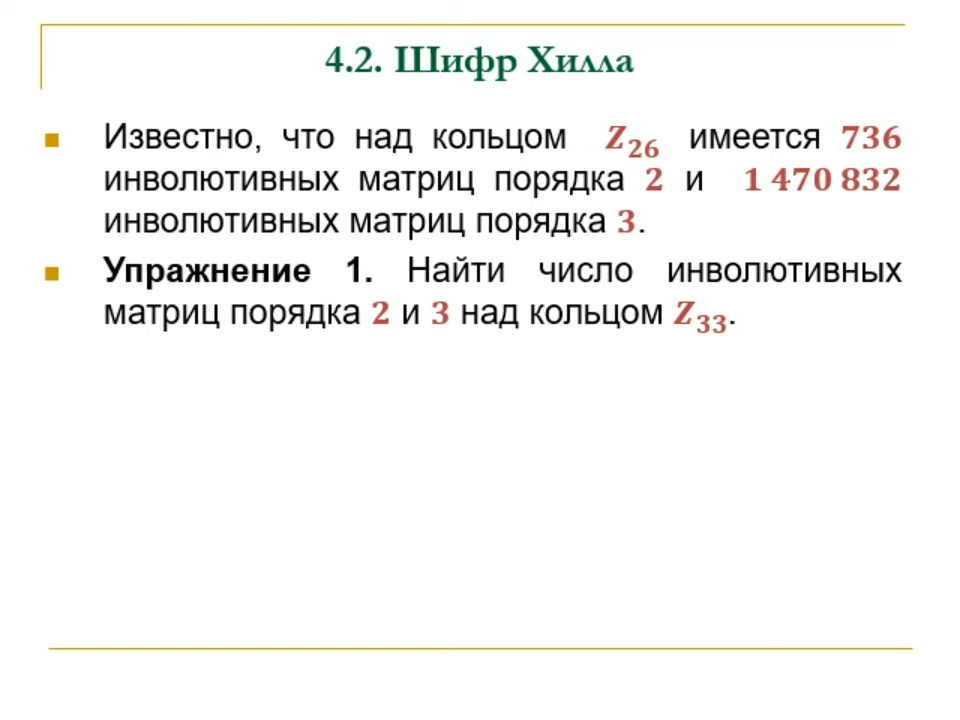 4.2. Шифр Хилла
Известно, что над кольцом Z₂₆ имеется 736
инволютивных матриц порядка 2 и 1 470 832
инволютивных матриц порядка 3.
Упражнение 1. Найти число инволютивных
матриц порядка 2 и 3 над кольцом Z₃₃.